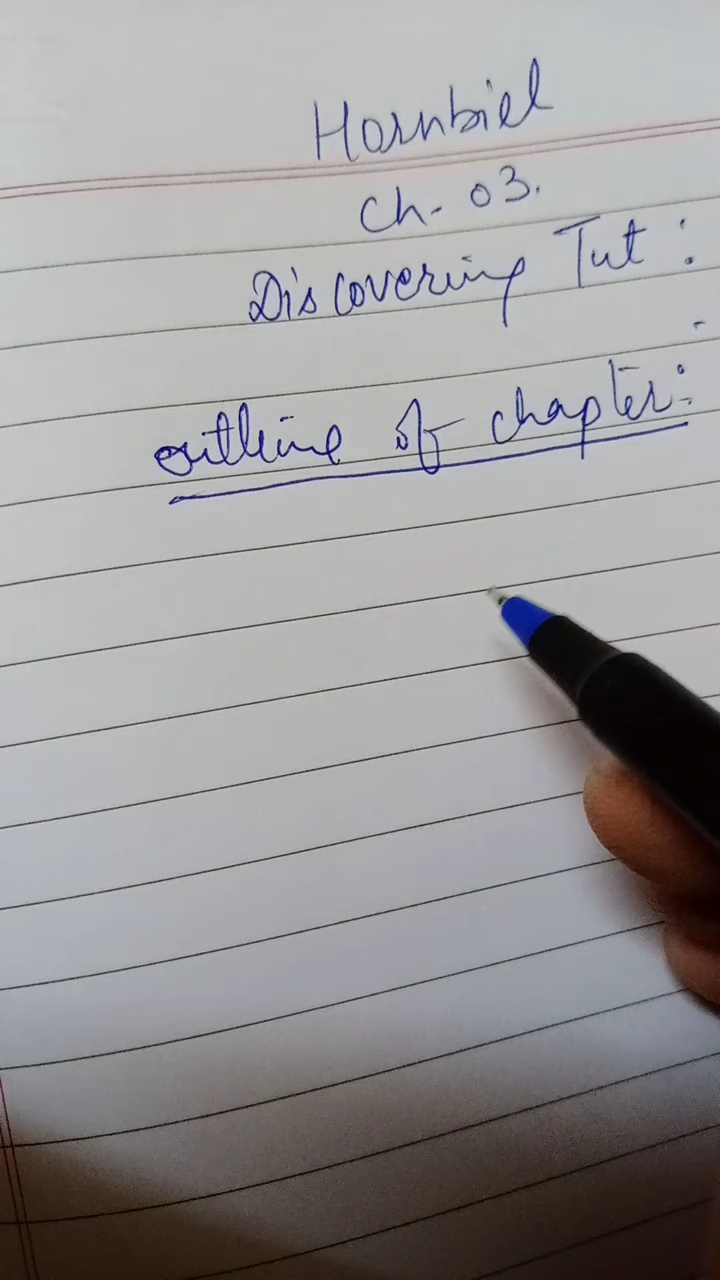 Hornbiel
Ch- 03.
Discovering Tut :
outline of chapter:-